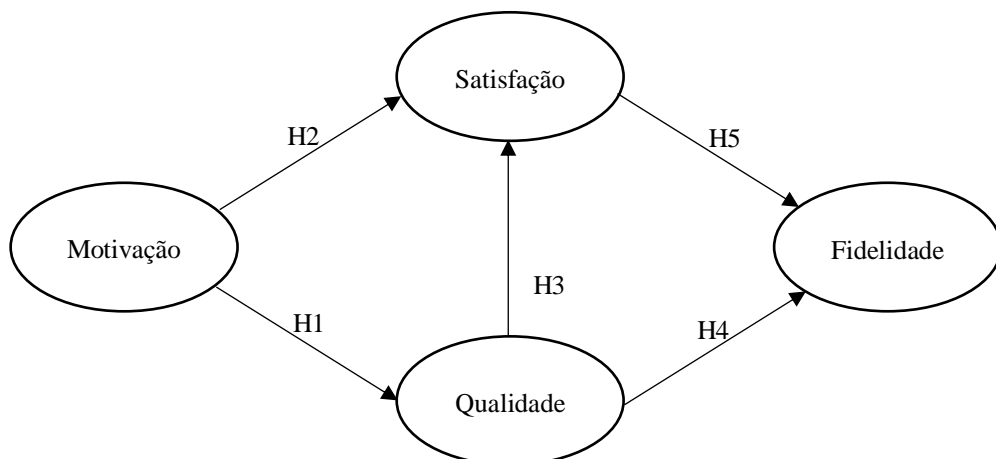 Satisfação
H2
H5
Motivação
Fidelidade
H3
H1
H4
Qualidade